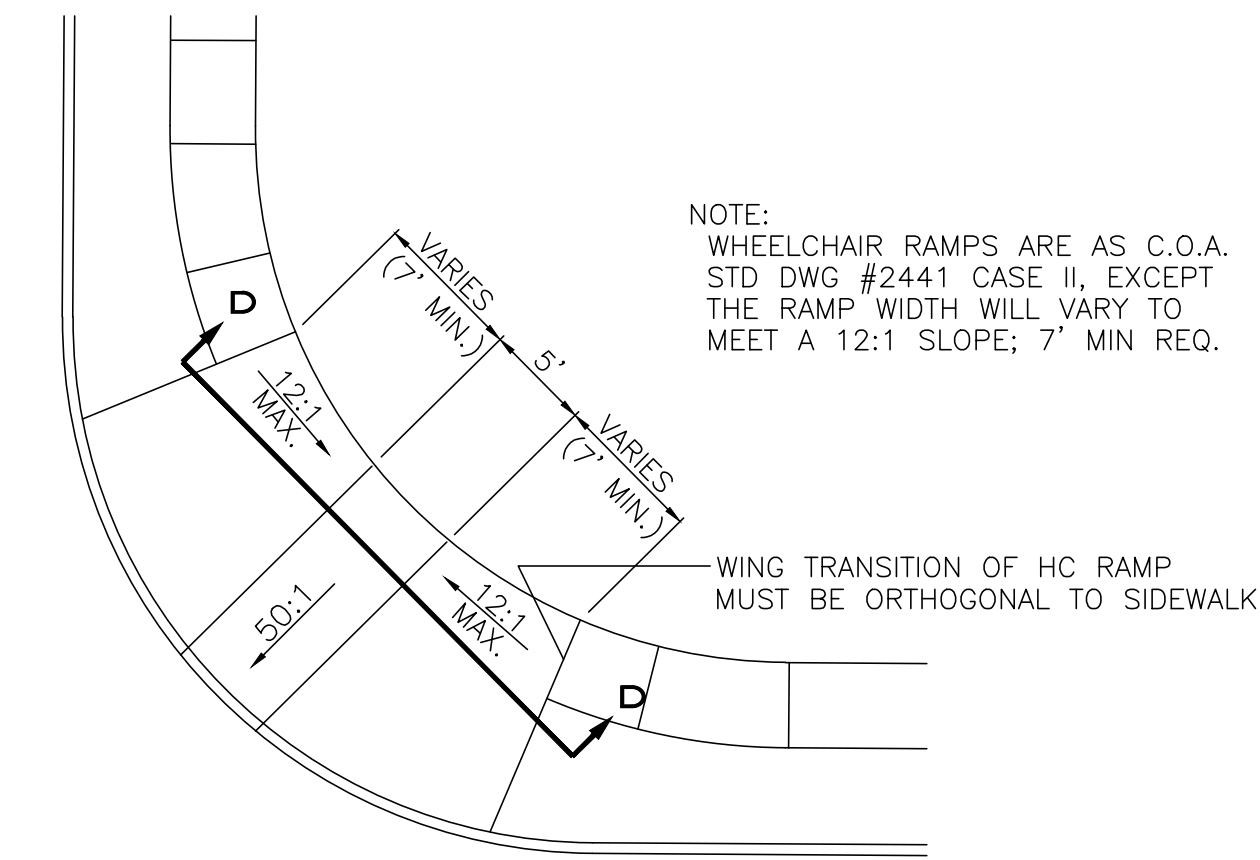 NOTE:
WHEELCHAIR RAMPS ARE AS C.O.A.
STD DWG #2441 CASE II, EXCEPT
THE RAMP WIDTH WILL VARY TO
MEET A 12:1 SLOPE; 7' MIN REQ.
VARIES
(7' MIN.)
5'
VARIES
(7' MIN.)
D
12:1
MAX.
50:1
12:1
MAX.
D
WING TRANSITION OF HC RAMP
MUST BE ORTHOGONAL TO SIDEWALK